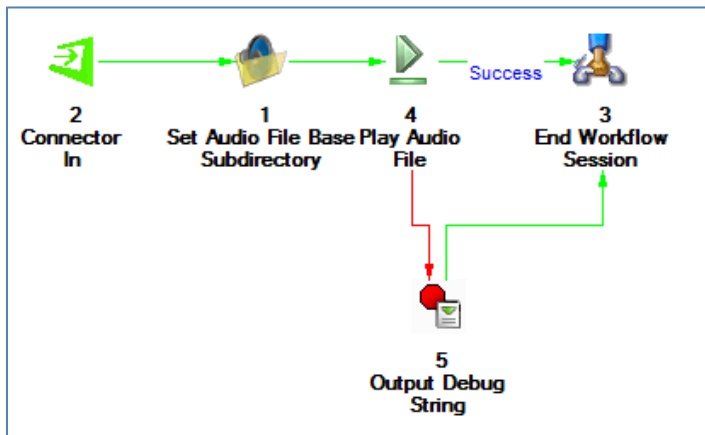 Success
2
Connector
In
1
Set Audio File Base
Subdirectory
4
Play Audio
File
3
End Workflow
Session
5
Output Debug
String